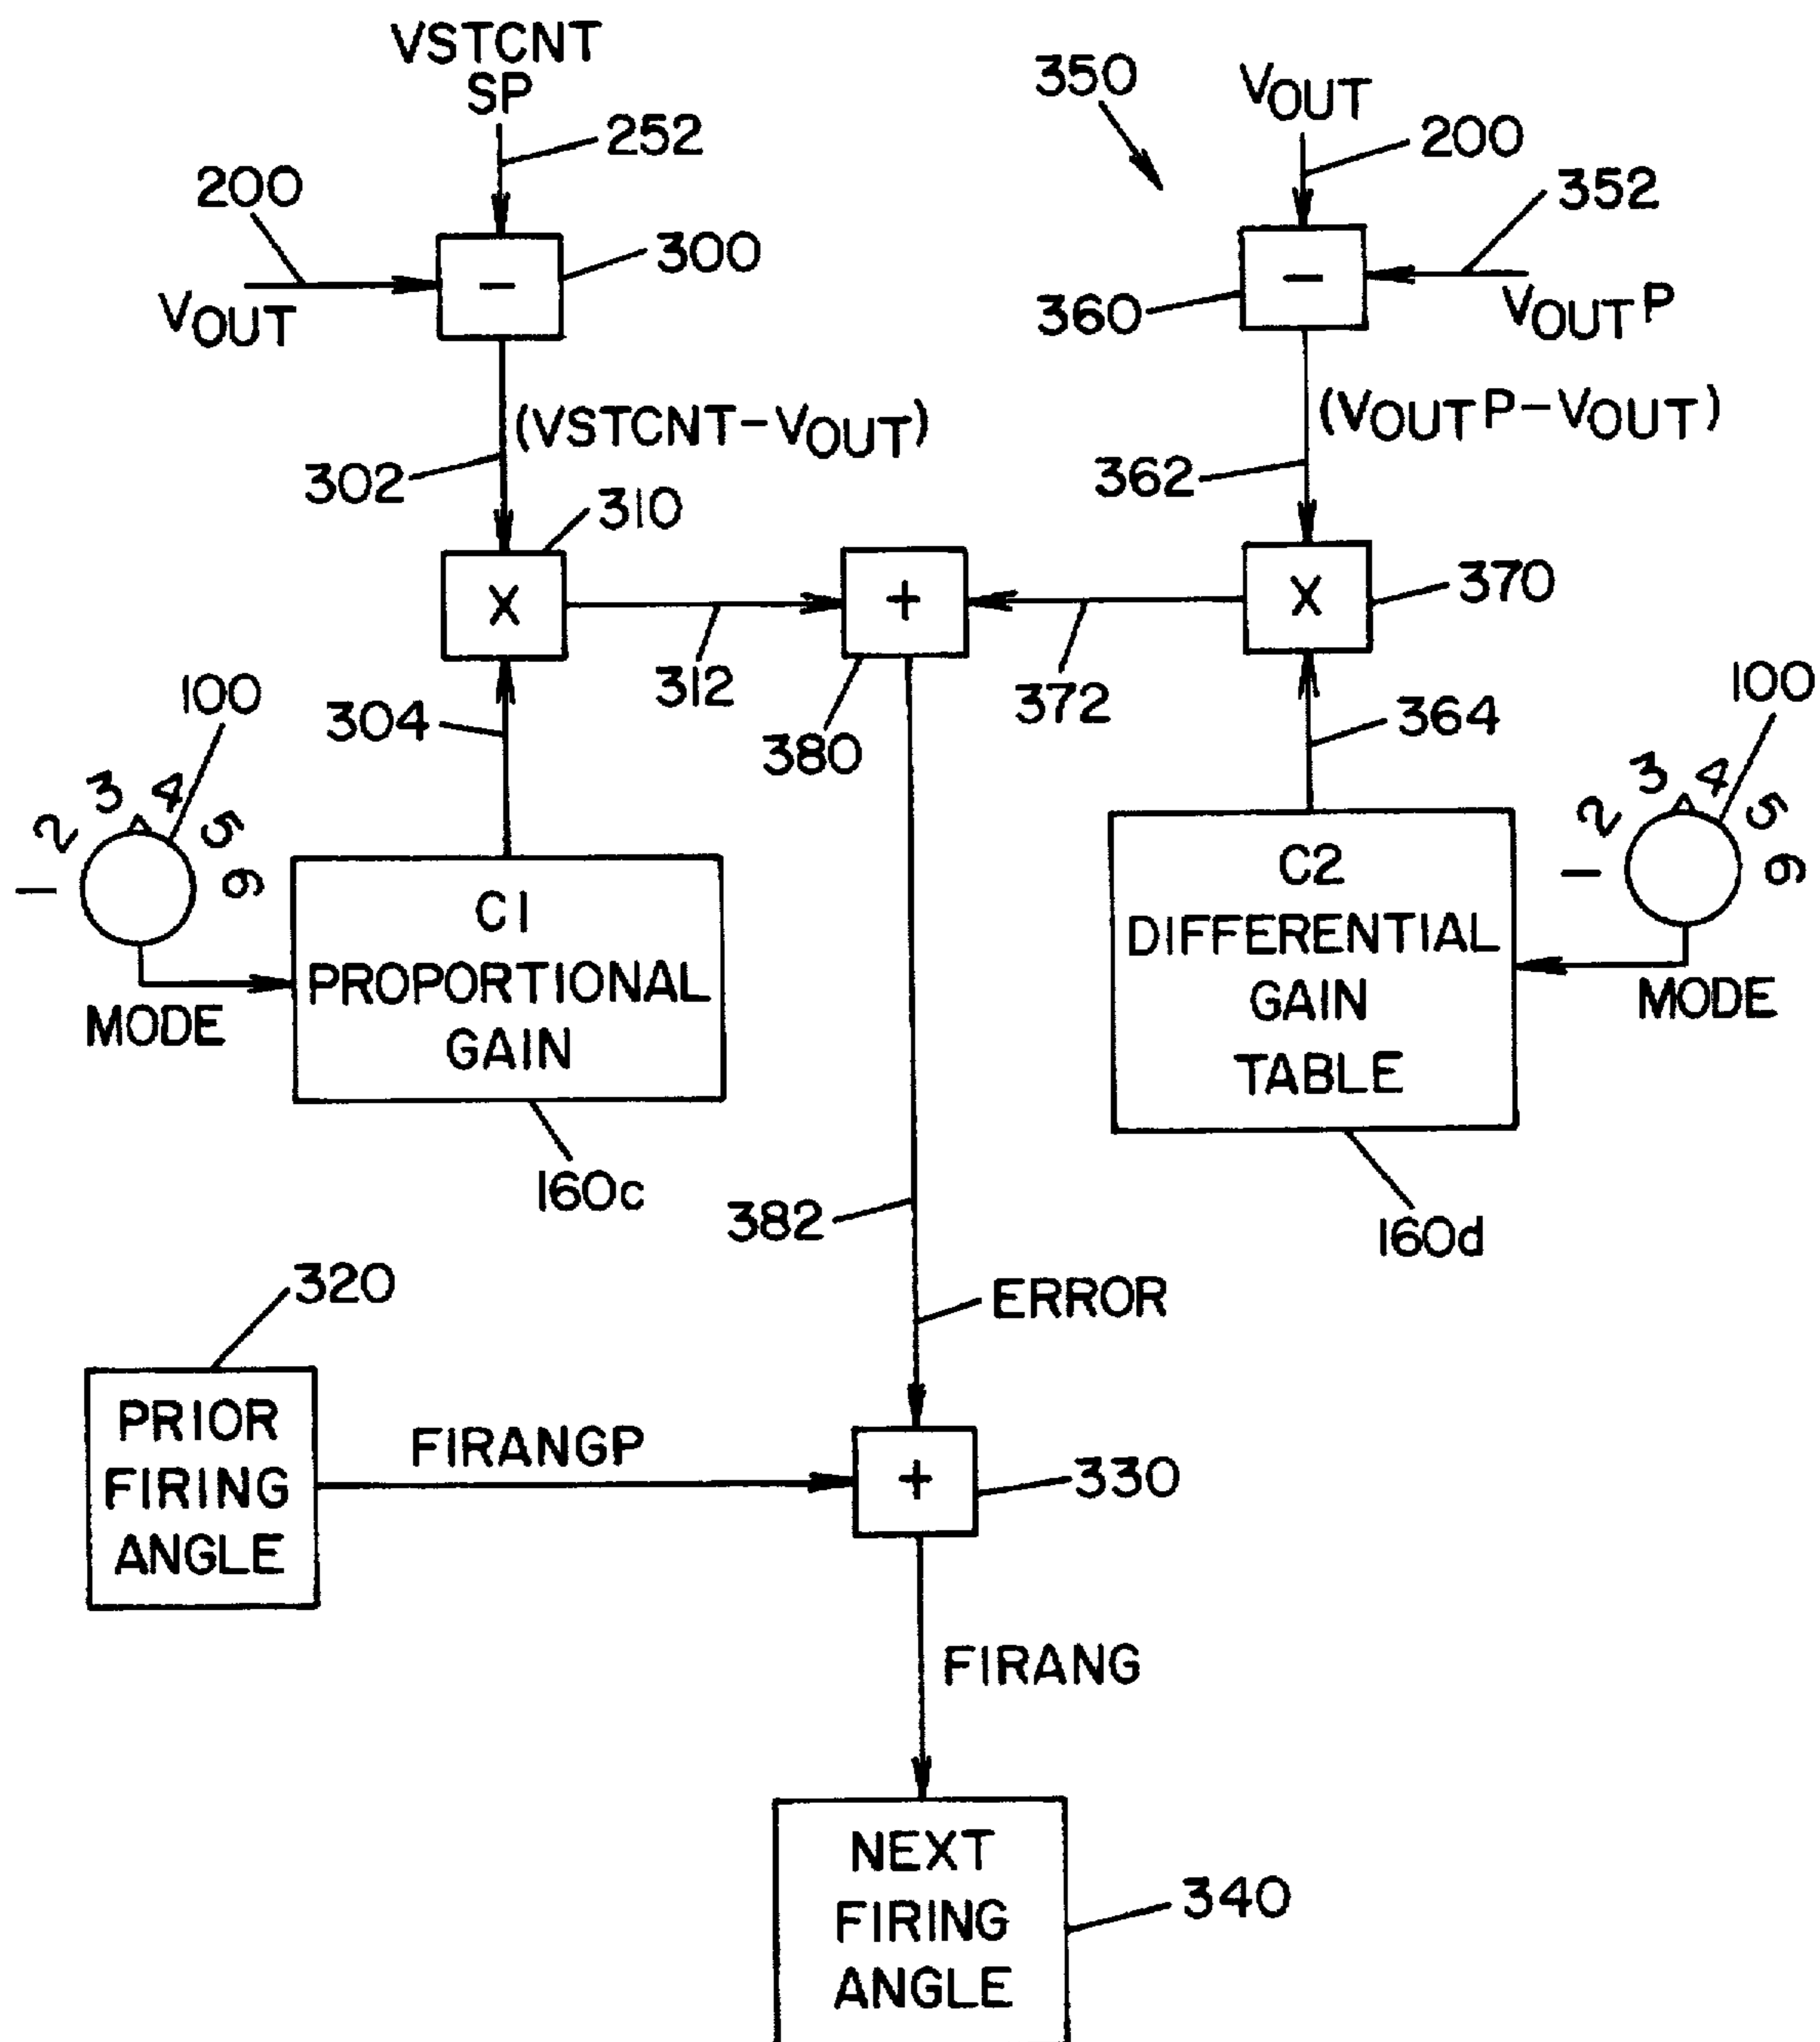 VSTCNT
SP
252
200
VOUT
300
350
VOUT
200
352
VOUTP
360
(VSTCNT-VOUT)
302
310
(VOUTP-VOUT)
362
X
+
X
370
312
372
304
380
364
100
1 2 3 4 5 6
MODE
C1
PROPORTIONAL
GAIN
160c
100
1 2 3 4 5 6
MODE
C2
DIFFERENTIAL
GAIN
TABLE
160d
382
ERROR
320
PRIOR
FIRING
ANGLE
FIRANGP
+
330
FIRANG
NEXT
FIRING
ANGLE
340